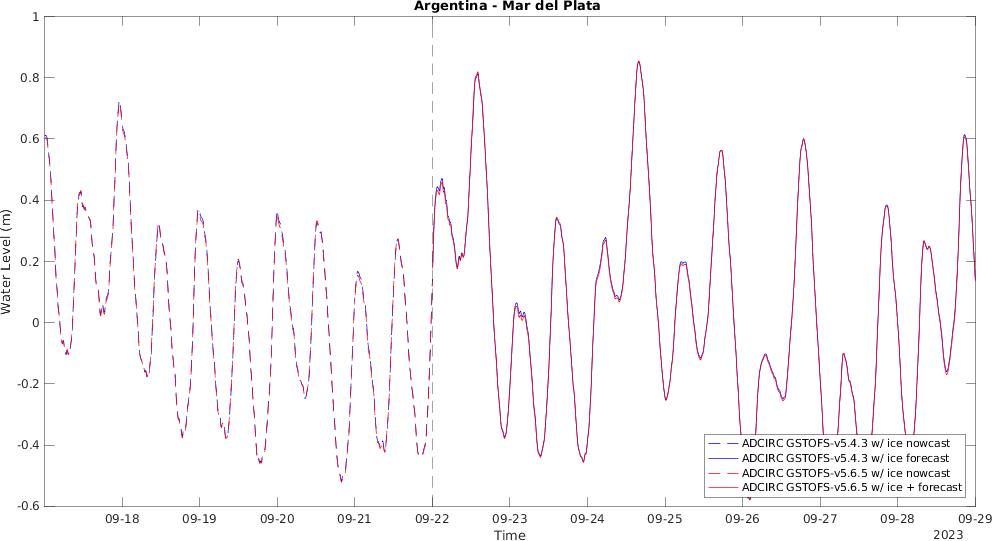 Argentina - Mar del Plata
1
0.8
0.6
0.4
0.2
0
-0.2
-0.4
-0.6
Water Level (m)
ADCIRC GSTOFS-v5.4.3 w/ ice nowcast
ADCIRC GSTOFS-v5.4.3 w/ ice forecast
ADCIRC GSTOFS-v5.6.5 w/ ice nowcast
ADCIRC GSTOFS-v5.6.5 w/ ice + forecast
09-18 09-19 09-20 09-21 09-22 09-23 09-24 09-25 09-26 09-27 09-28 09-29
Time
2023